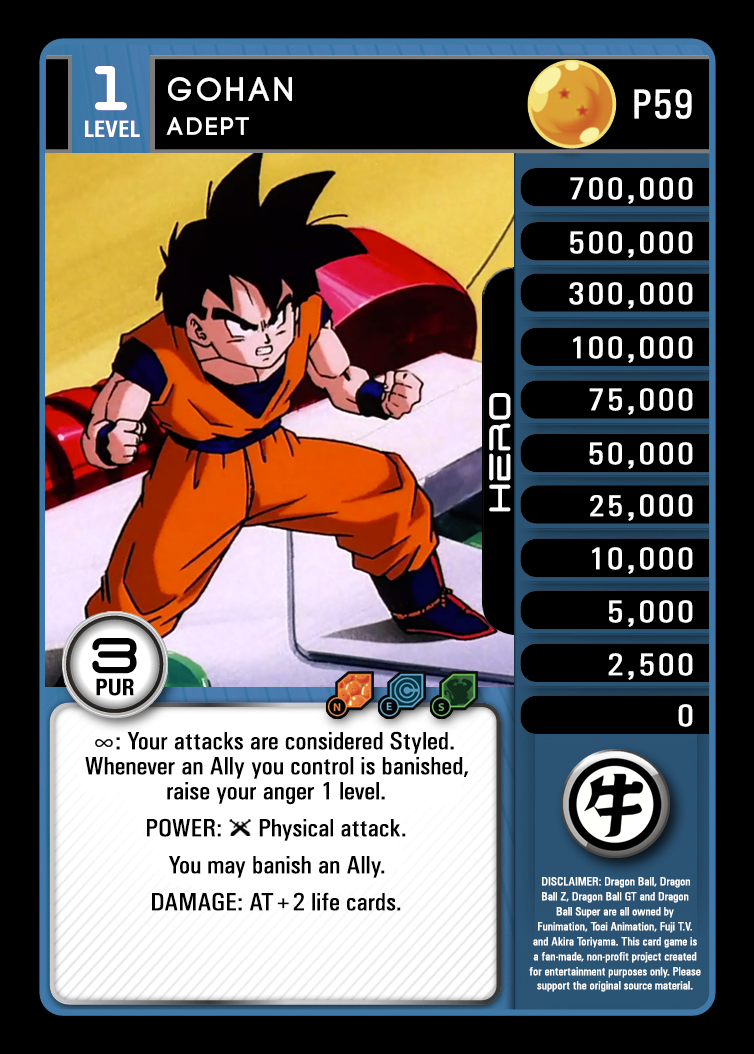 1
LEVEL
GOHAN
ADEPT
P59
700,000
500,000
300,000
100,000
75,000
50,000
25,000
10,000
5,000
2,500
0
HERO
3
PUR
N
E
S
∞: Your attacks are considered Styled.
Whenever an Ally you control is banished,
raise your anger 1 level.
POWER: Physical attack.
You may banish an Ally.
DAMAGE: AT + 2 life cards.
牛
DISCLAIMER: Dragon Ball, Dragon
Ball Z, Dragon Ball GT and Dragon
Ball Super are all owned by
Funimation, Toei Animation, Fuji T.V.
and Akira Toriyama. This card game is
a fan-made, non-profit project created
for entertainment purposes only. Please
support the original source material.